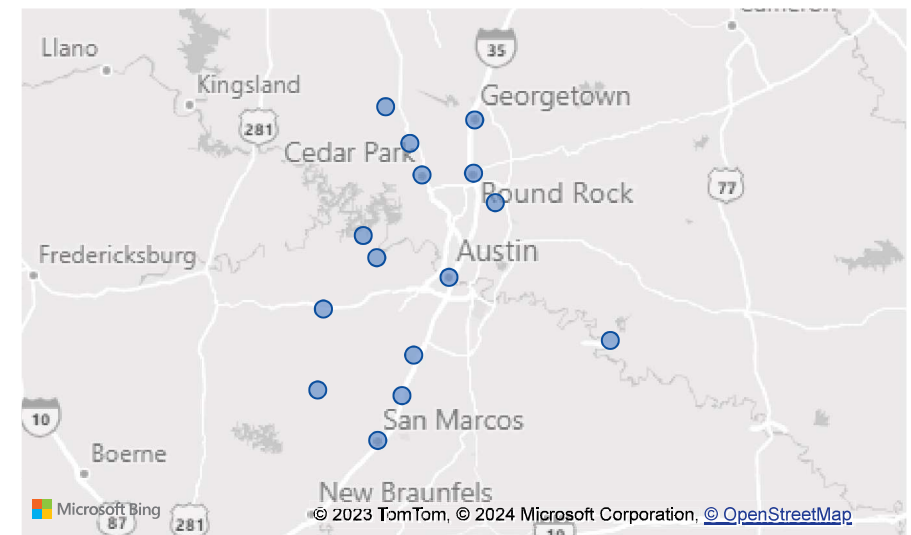 Cameron
Llano
35
Kingsland
Georgetown
281
Cedar Park
77
Round Rock
Fredericksburg
Austin
10
San Marcos
Boerne
New Braunfels
Microsoft Bing
87
281
© 2023 TomTom, © 2024 Microsoft Corporation, © OpenStreetMap
10